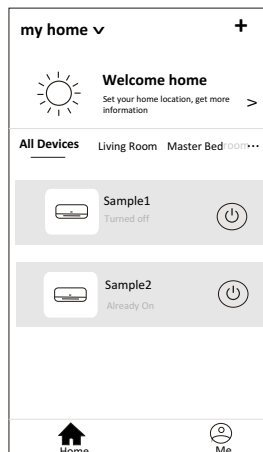 my home
Welcome home
Set your home location, get more
information
All Devices Living Room Master Bedroom
Sample1
Turned off
Sample2
Already On
Home Me